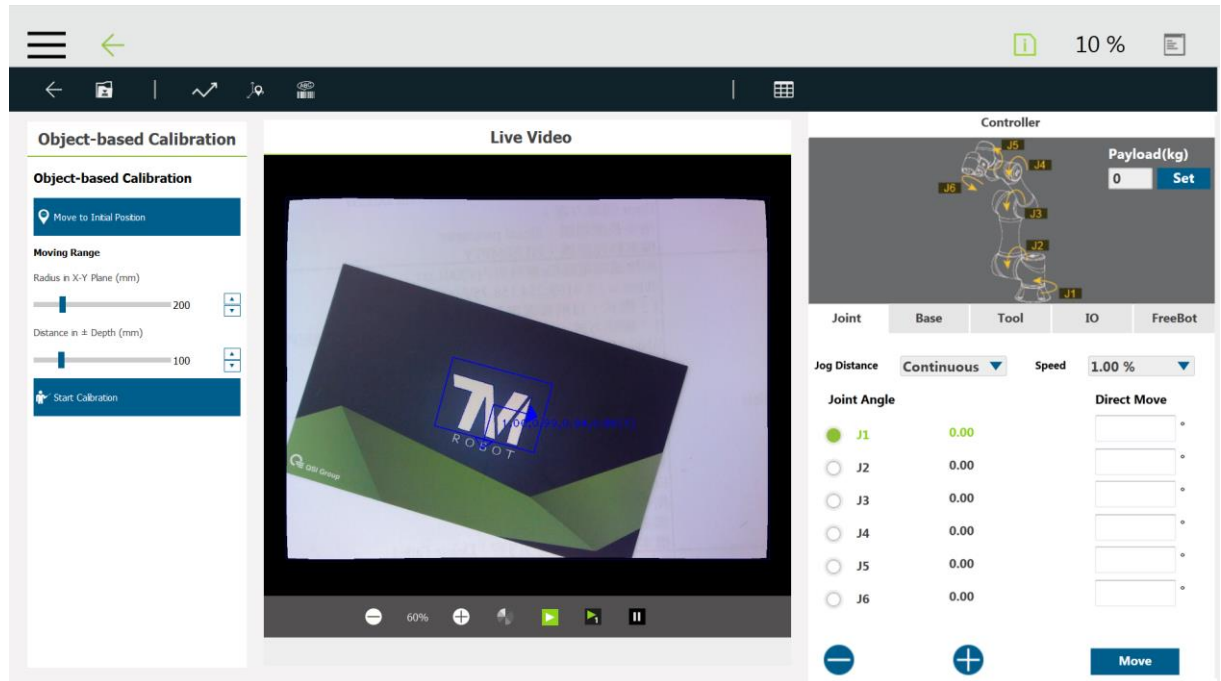 10 %
Object-based Calibration
Object-based Calibration
Move to Initial Position
Moving Range
Radius in X-Y Plane (mm)
200
Distance in ± Depth (mm)
100
Start Calibration
Live Video
TM
ROBOT
QSI Group
60%
1
Controller
J5
J4
J6
J3
J2
J1
Payload(kg)
0 Set
Joint Base Tool IO FreeBot
Jog Distance Continuous Speed 1.00 %
Joint Angle Direct Move
J1 0.00 °
J2 0.00 °
J3 0.00 °
J4 0.00 °
J5 0.00 °
J6 0.00 °
Move